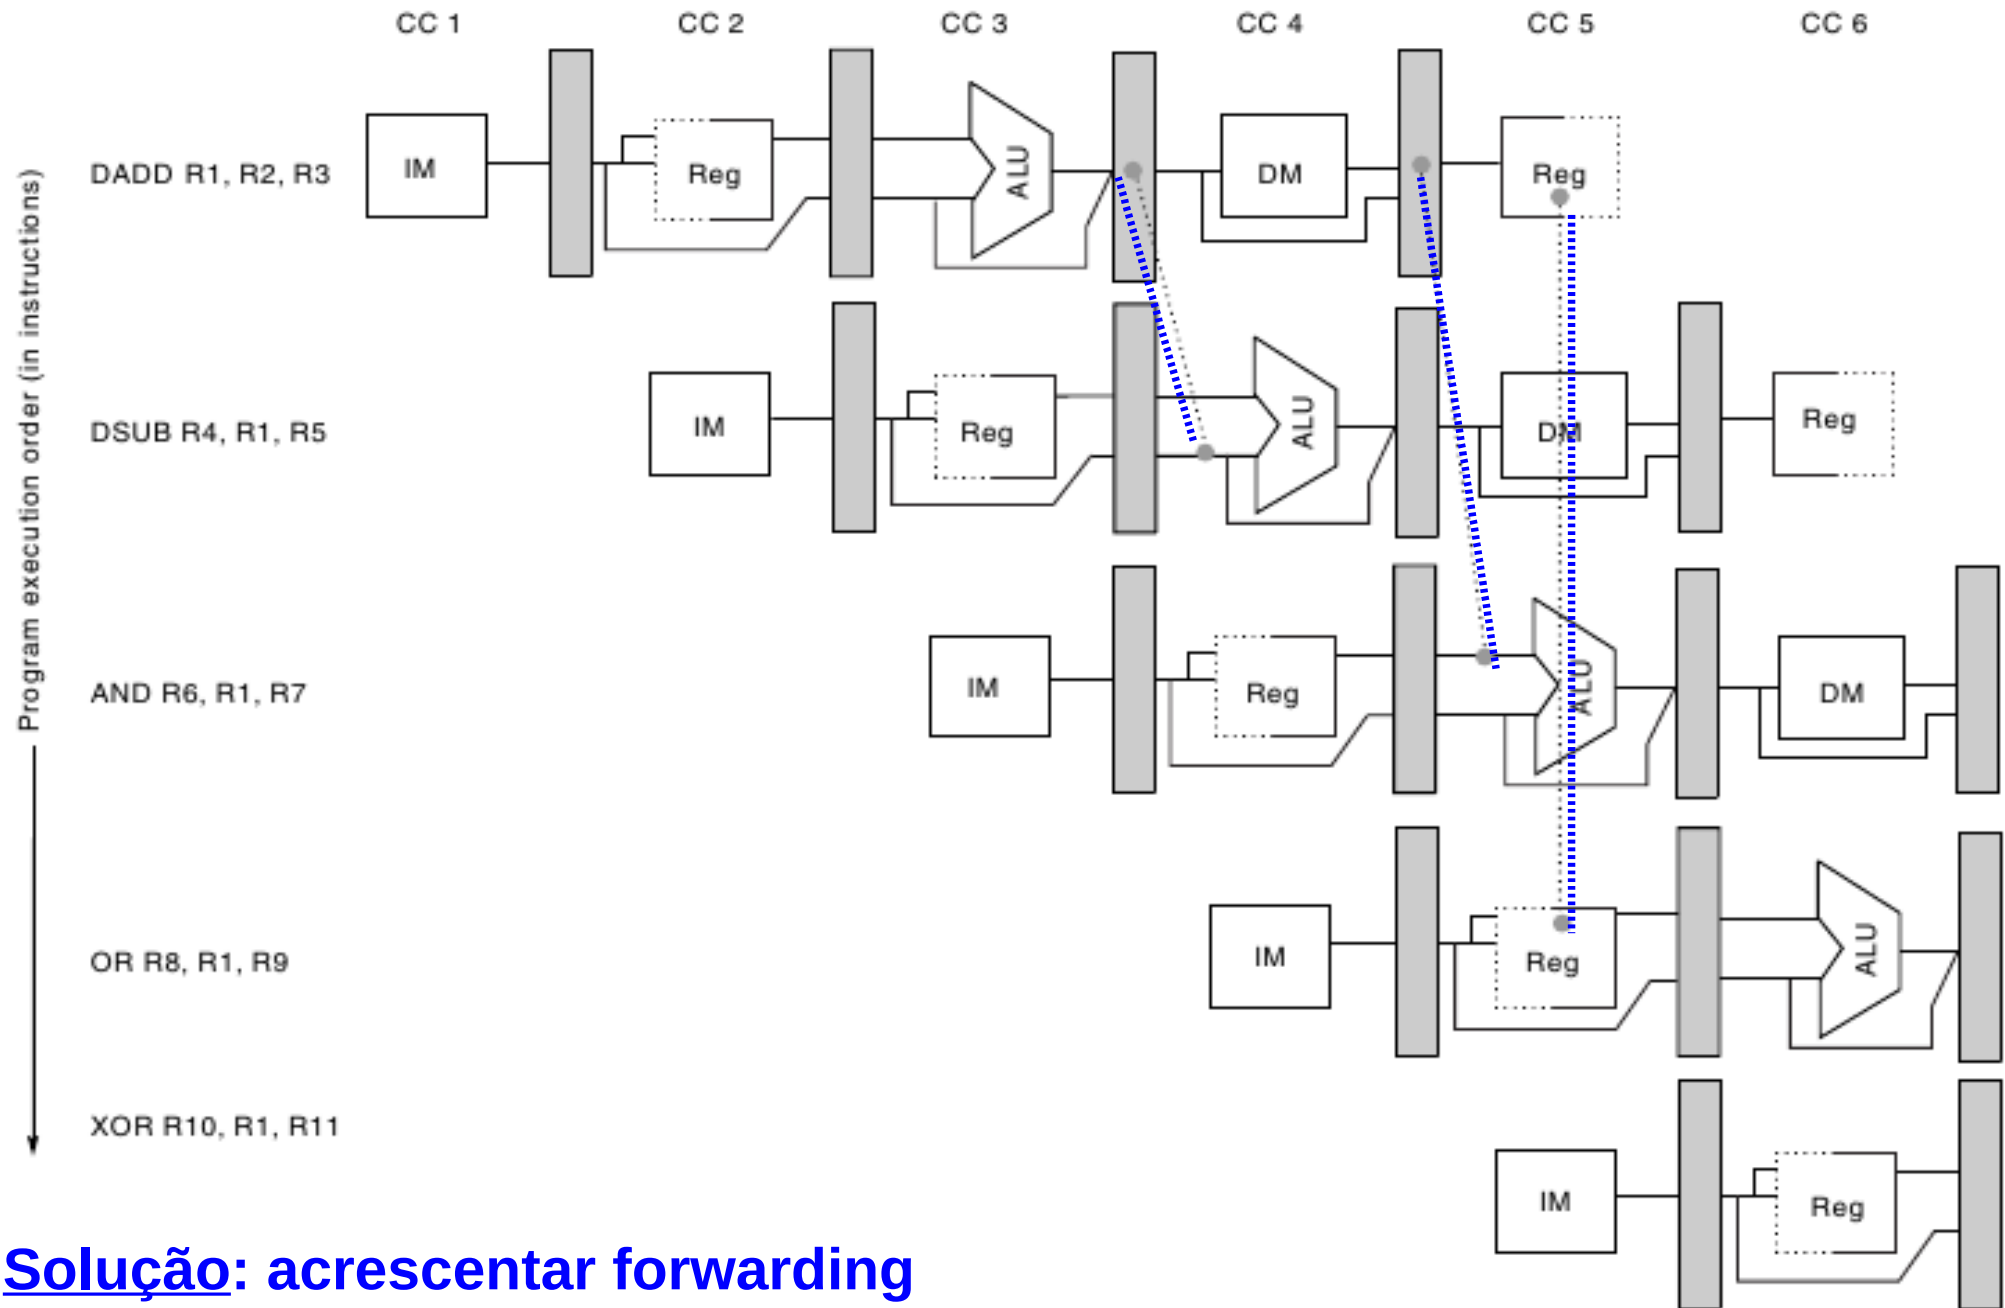 CC 1 CC 2 CC 3 CC 4 CC 5 CC 6
Program execution order (in instructions)
DADD R1, R2, R3 IM Reg ALU DM Reg
DSUB R4, R1, R5 IM Reg ALU DM Reg
AND R6, R1, R7 IM Reg ALU DM
OR R8, R1, R9 IM Reg ALU
XOR R10, R1, R11 IM Reg
Solução: acrescentar forwarding